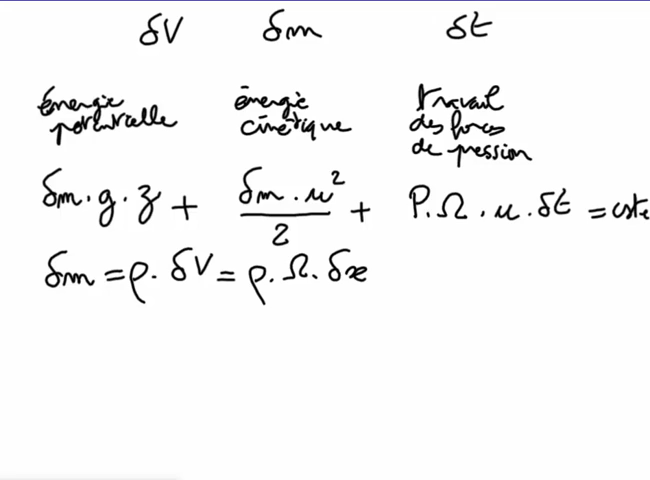 δV δm δt
énergie énergie travail
potentielle cinétique des forces
de pression
δm · g · z + δm · u² / 2 + P. Ω . u . δt = cste
δm = ρ. δV = ρ. Ω. δx